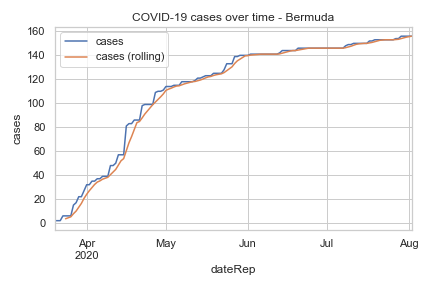 COVID-19 cases over time - Bermuda
cases
cases (rolling)
160
140
120
100
80
60
40
20
0
cases
Apr
2020
May
Jun
Jul
Aug
dateRep